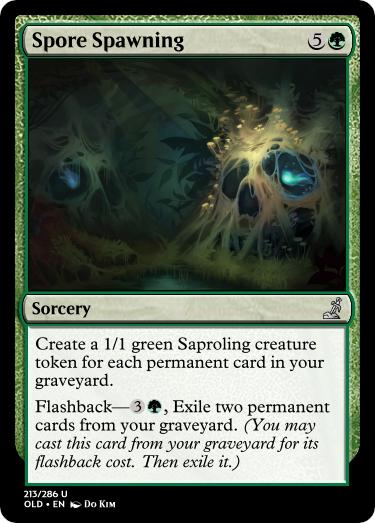 Spore Spawning 5
Sorcery
Create a 1/1 green Saproling creature
token for each permanent card in your
graveyard.
Flashback—3, Exile two permanent
cards from your graveyard. (You may
cast this card from your graveyard for its
flashback cost. Then exile it.)
213/286 U
OLD • EN Do Kim